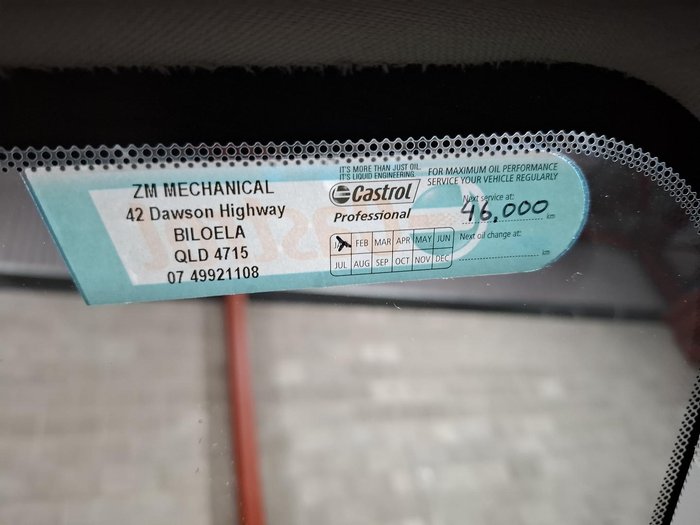 ZM MECHANICAL
42 Dawson Highway
BILOELA
QLD 4715
07 49921108
IT'S MORE THAN JUST OIL.
IT'S LIQUID ENGINEERING.
Castrol
Professional
FEB MAR APR MAY JUN
JUL AUG SEP OCT NOV DEC
FOR MAXIMUM OIL PERFORMANCE
SERVICE YOUR VEHICLE REGULARLY
Next service at:
46,000 km
Next oil change at:
km